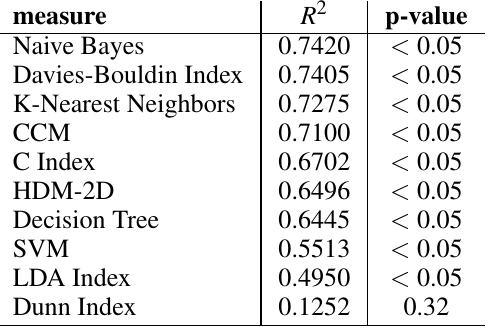 measure R² p-value
Naive Bayes 0.7420 < 0.05
Davies-Bouldin Index 0.7405 < 0.05
K-Nearest Neighbors 0.7275 < 0.05
CCM 0.7100 < 0.05
C Index 0.6702 < 0.05
HDM-2D 0.6496 < 0.05
Decision Tree 0.6445 < 0.05
SVM 0.5513 < 0.05
LDA Index 0.4950 < 0.05
Dunn Index 0.1252 0.32